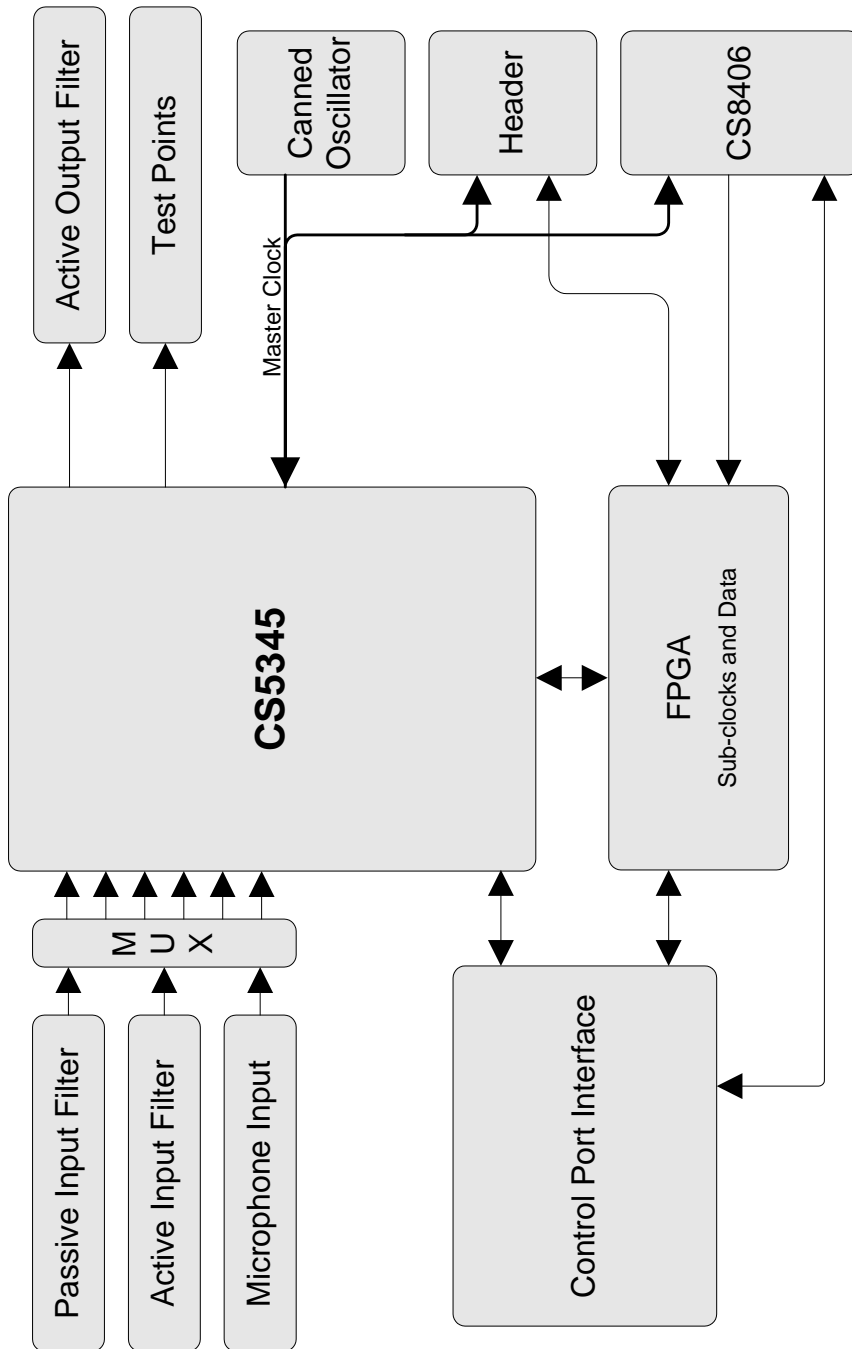 Passive Input Filter
Active Input Filter
Microphone Input
M
U
X
CS5345
Active Output Filter
Test Points
Master Clock
Canned
Oscillator
Header
CS8406
FPGA
Sub-clocks and Data
Control Port Interface